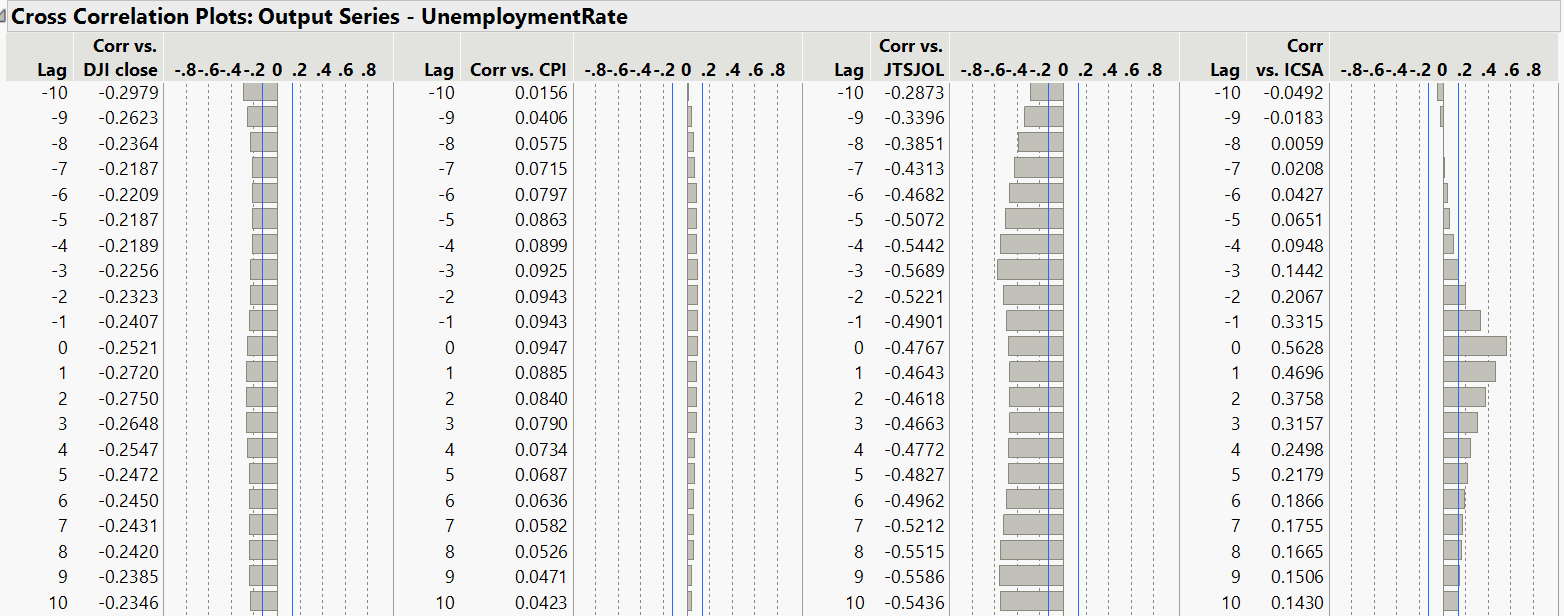 Cross Correlation Plots: Output Series - UnemploymentRate
Corr vs. Corr vs. Corr
Lag DJI close -.8-.6-.4-.2 0 .2 .4 .6 .8 Lag Corr vs. CPI -.8-.6-.4-.2 0 .2 .4 .6 .8 Lag JTSJOL -.8-.6-.4-.2 0 .2 .4 .6 .8 Lag vs. ICSA -.8-.6-.4-.2 0 .2 .4 .6 .8
-10 -0.2979 -10 0.0156 -10 -0.2873 -10 -0.0492
-9 -0.2623 -9 0.0406 -9 -0.3396 -9 -0.0183
-8 -0.2364 -8 0.0575 -8 -0.3851 -8 0.0059
-7 -0.2187 -7 0.0715 -7 -0.4313 -7 0.0208
-6 -0.2209 -6 0.0797 -6 -0.4682 -6 0.0427
-5 -0.2187 -5 0.0863 -5 -0.5072 -5 0.0651
-4 -0.2189 -4 0.0899 -4 -0.5442 -4 0.0948
-3 -0.2256 -3 0.0925 -3 -0.5689 -3 0.1442
-2 -0.2323 -2 0.0943 -2 -0.5221 -2 0.2067
-1 -0.2407 -1 0.0943 -1 -0.4901 -1 0.3315
0 -0.2521 0 0.0947 0 -0.4767 0 0.5628
1 -0.2720 1 0.0885 1 -0.4643 1 0.4696
2 -0.2750 2 0.0840 2 -0.4618 2 0.3758
3 -0.2648 3 0.0790 3 -0.4663 3 0.3157
4 -0.2547 4 0.0734 4 -0.4772 4 0.2498
5 -0.2472 5 0.0687 5 -0.4827 5 0.2179
6 -0.2450 6 0.0636 6 -0.4962 6 0.1866
7 -0.2431 7 0.0582 7 -0.5212 7 0.1755
8 -0.2420 8 0.0526 8 -0.5515 8 0.1665
9 -0.2385 9 0.0471 9 -0.5586 9 0.1506
10 -0.2346 10 0.0423 10 -0.5436 10 0.1430